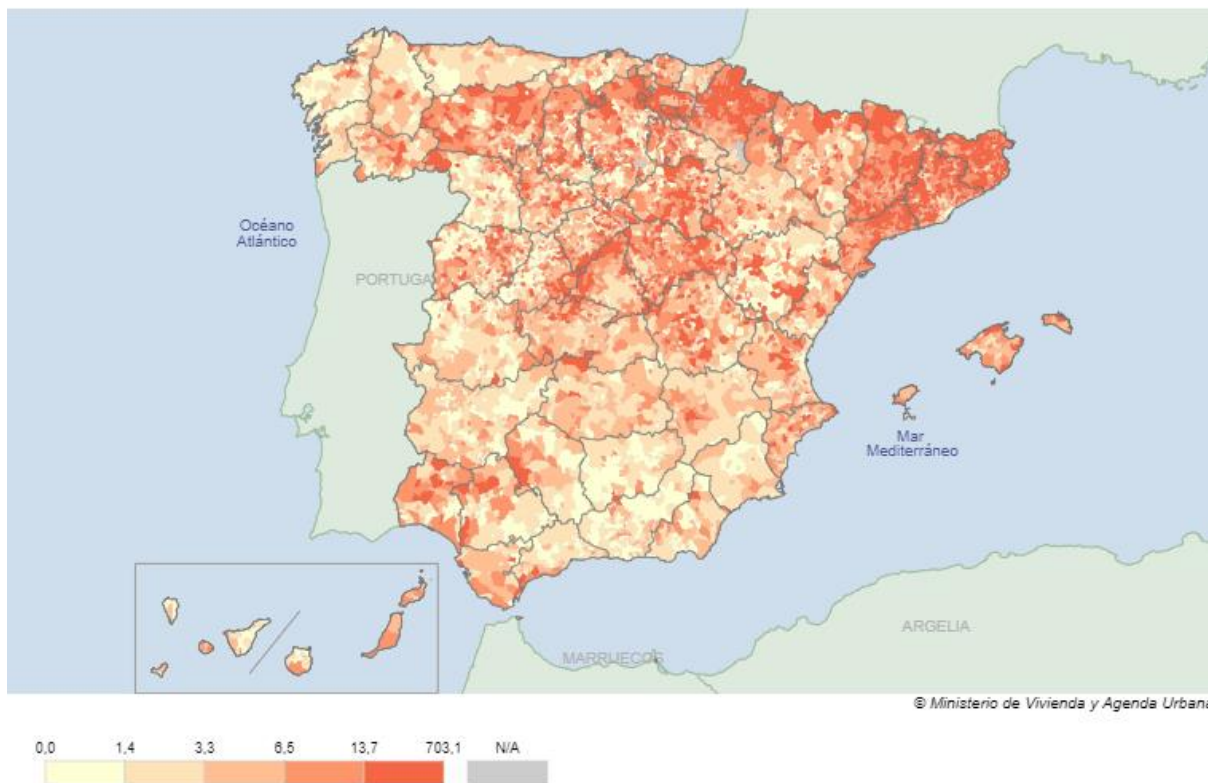 Océano
Atlántico
PORTUGA
Mar
Mediterráneo
ARGELIA
MARRUECOS
© Ministerio de Vivienda y Agenda Urbana
0,0 1,4 3,3 6,5 13,7 703,1 N/A